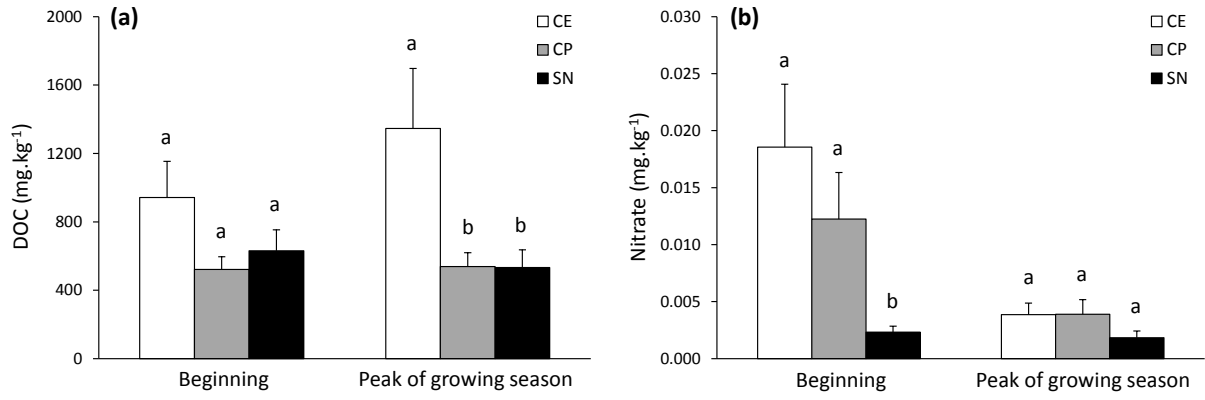 (a)
DOC (mg.kg⁻¹)
2000
1600
1200
800
400
0
CE
CP
SN
a
a
a
a
b
b
Beginning
Peak of growing season
(b)
Nitrate (mg.kg⁻¹)
0.030
0.025
0.020
0.015
0.010
0.005
0.000
CE
CP
SN
a
a
b
a
a
a
Beginning
Peak of growing season